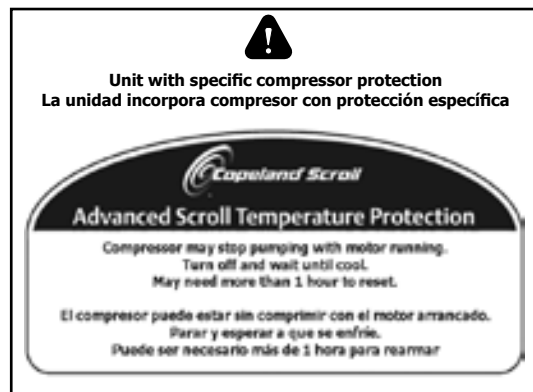 Unit with specific compressor protection
La unidad incorpora compresor con protección específica
Copeland Scroll
Advanced Scroll Temperature Protection
Compressor may stop pumping with motor running.
Turn off and wait until cool.
May need more than 1 hour to reset.
El compresor puede estar sin comprimir con el motor arrancado.
Parar y esperar a que se enfríe.
Puede ser necesario más de 1 hora para rearmar